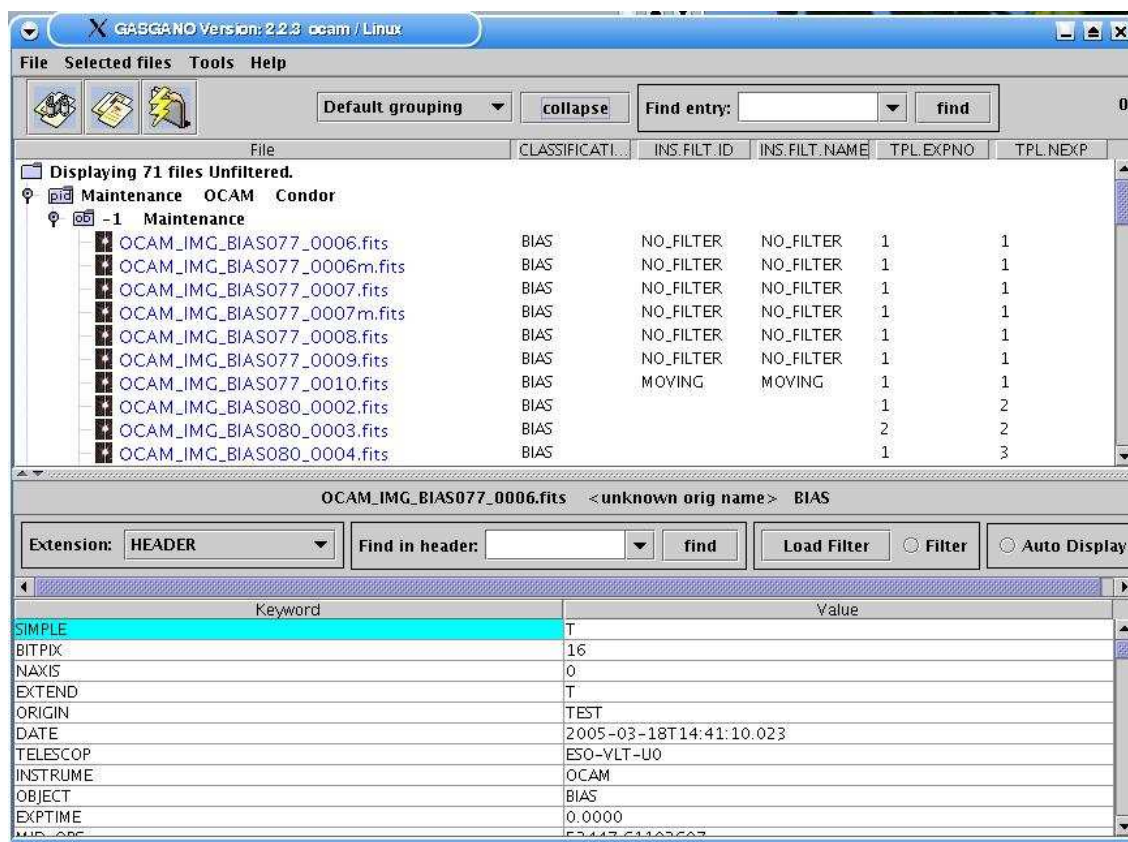 GASGANO Version: 2.2.3 ocam / Linux
File Selected files Tools Help
Default grouping collapse Find entry: find 0
File CLASSIFICATI... INS.FILT.ID INS.FILT.NAME TPL.EXPNO TPL.NEXP
Displaying 71 files Unfiltered.
pid Maintenance OCAM Condor
ob -1 Maintenance
OCAM_IMG_BIAS077_0006.fits BIAS NO_FILTER NO_FILTER 1 1
OCAM_IMG_BIAS077_0006m.fits BIAS NO_FILTER NO_FILTER 1 1
OCAM_IMG_BIAS077_0007.fits BIAS NO_FILTER NO_FILTER 1 1
OCAM_IMG_BIAS077_0007m.fits BIAS NO_FILTER NO_FILTER 1 1
OCAM_IMG_BIAS077_0008.fits BIAS NO_FILTER NO_FILTER 1 1
OCAM_IMG_BIAS077_0009.fits BIAS NO_FILTER NO_FILTER 1 1
OCAM_IMG_BIAS077_0010.fits BIAS MOVING MOVING 1 1
OCAM_IMG_BIAS080_0002.fits BIAS 1 2
OCAM_IMG_BIAS080_0003.fits BIAS 2 2
OCAM_IMG_BIAS080_0004.fits BIAS 1 3
OCAM_IMG_BIAS077_0006.fits <unknown orig name> BIAS
Extension: HEADER Find in header: find Load Filter Filter Auto Display
Keyword Value
SIMPLE T
BITPIX 16
NAXIS 0
EXTEND T
ORIGIN TEST
DATE 2005-03-18T14:41:10.023
TELESCOP ESO-VLT-U0
INSTRUME OCAM
OBJECT BIAS
EXPTIME 0.0000